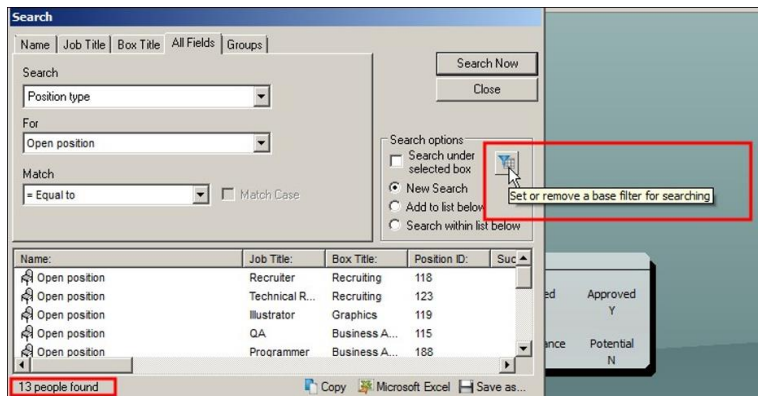 Search
Name Job Title Box Title All Fields Groups
Search
Position type
For
Open position
Match
= Equal to
Match Case
Search Now
Close
Search options
Search under
selected box
New Search
Add to list below
Search within list below
Set or remove a base filter for searching
Name: Job Title: Box Title: Position ID: Suc
Open position Recruiter Recruiting 118
Open position Technical R... Recruiting 123
Open position Illustrator Graphics 119
Open position QA Business A... 115
Open position Programmer Business A... 188
13 people found Copy Microsoft Excel Save as...
ed Approved
Y
ance Potential
N